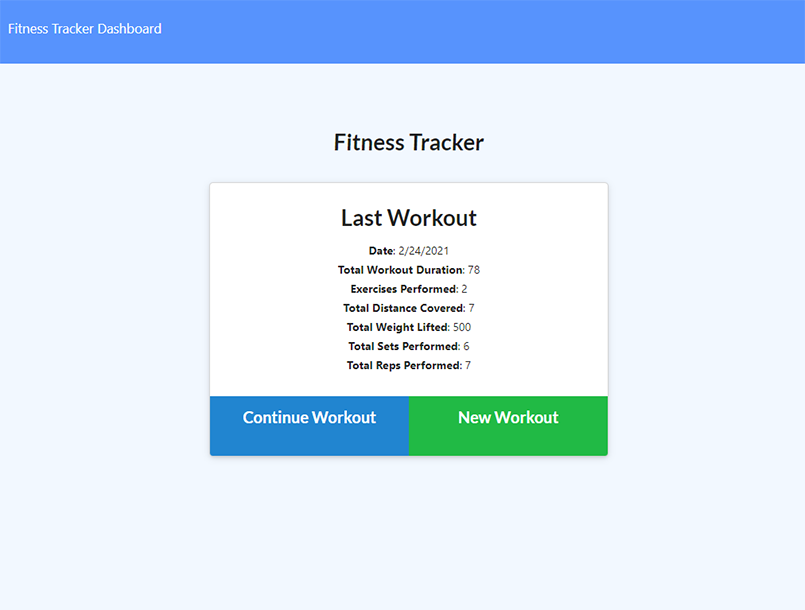 Fitness Tracker Dashboard
Fitness Tracker
Last Workout
Date: 2/24/2021
Total Workout Duration: 78
Exercises Performed: 2
Total Distance Covered: 7
Total Weight Lifted: 500
Total Sets Performed: 6
Total Reps Performed: 7
Continue Workout New Workout